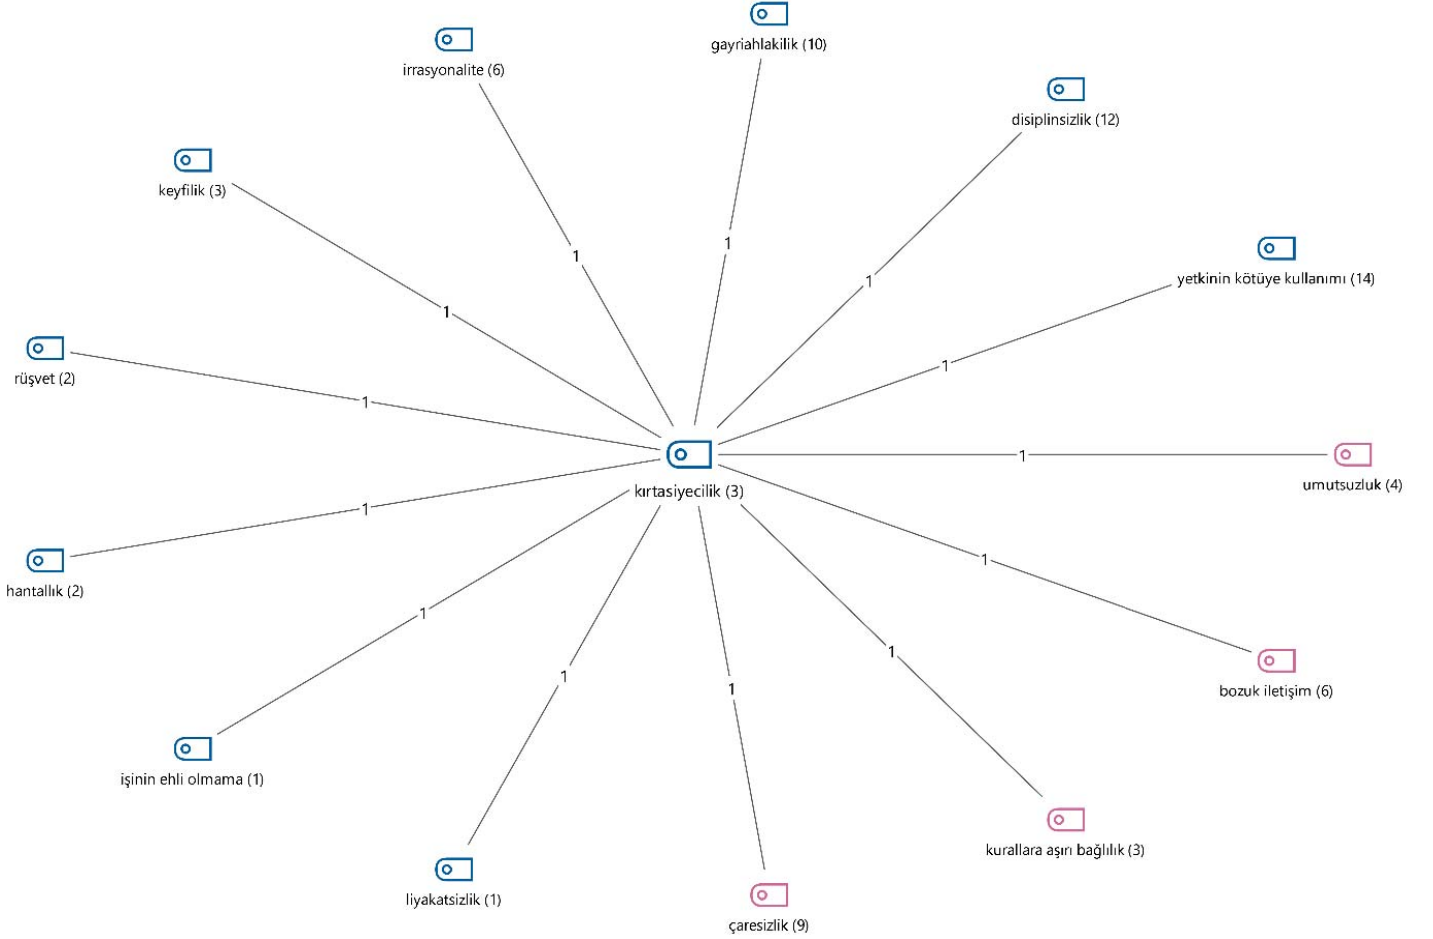 gayriahlakilik (10)
irrasyonalite (6)
disiplinsizlik (12)
keyfilik (3)
1
1
yetkinin kötüye kullanımı (14)
1
1
1
rüşvet (2)
1
1
kırtasiyecilik (3)
1
umutsuzluk (4)
1
1
hantallık (2)
1
1
1
1
bozuk iletişim (6)
işinin ehli olmama (1)
kurallara aşırı bağlılık (3)
liyakatsizlik (1)
çaresizlik (9)